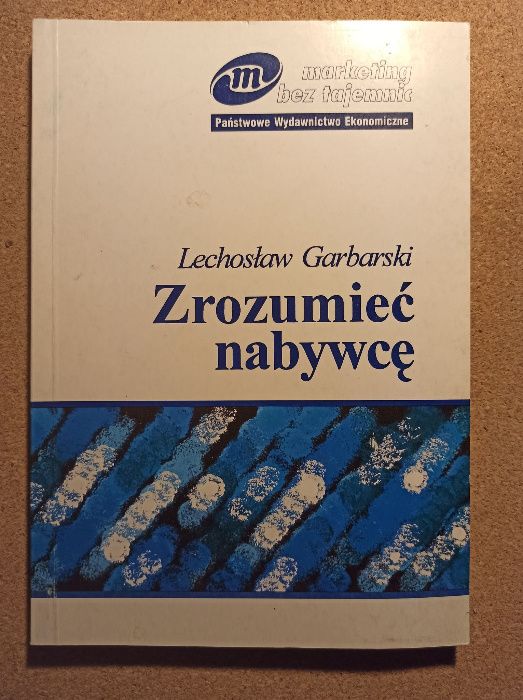 m marketing
bez tajemnic
Państwowe Wydawnictwo Ekonomiczne
Lechosław Garbarski
Zrozumieć
nabywcę